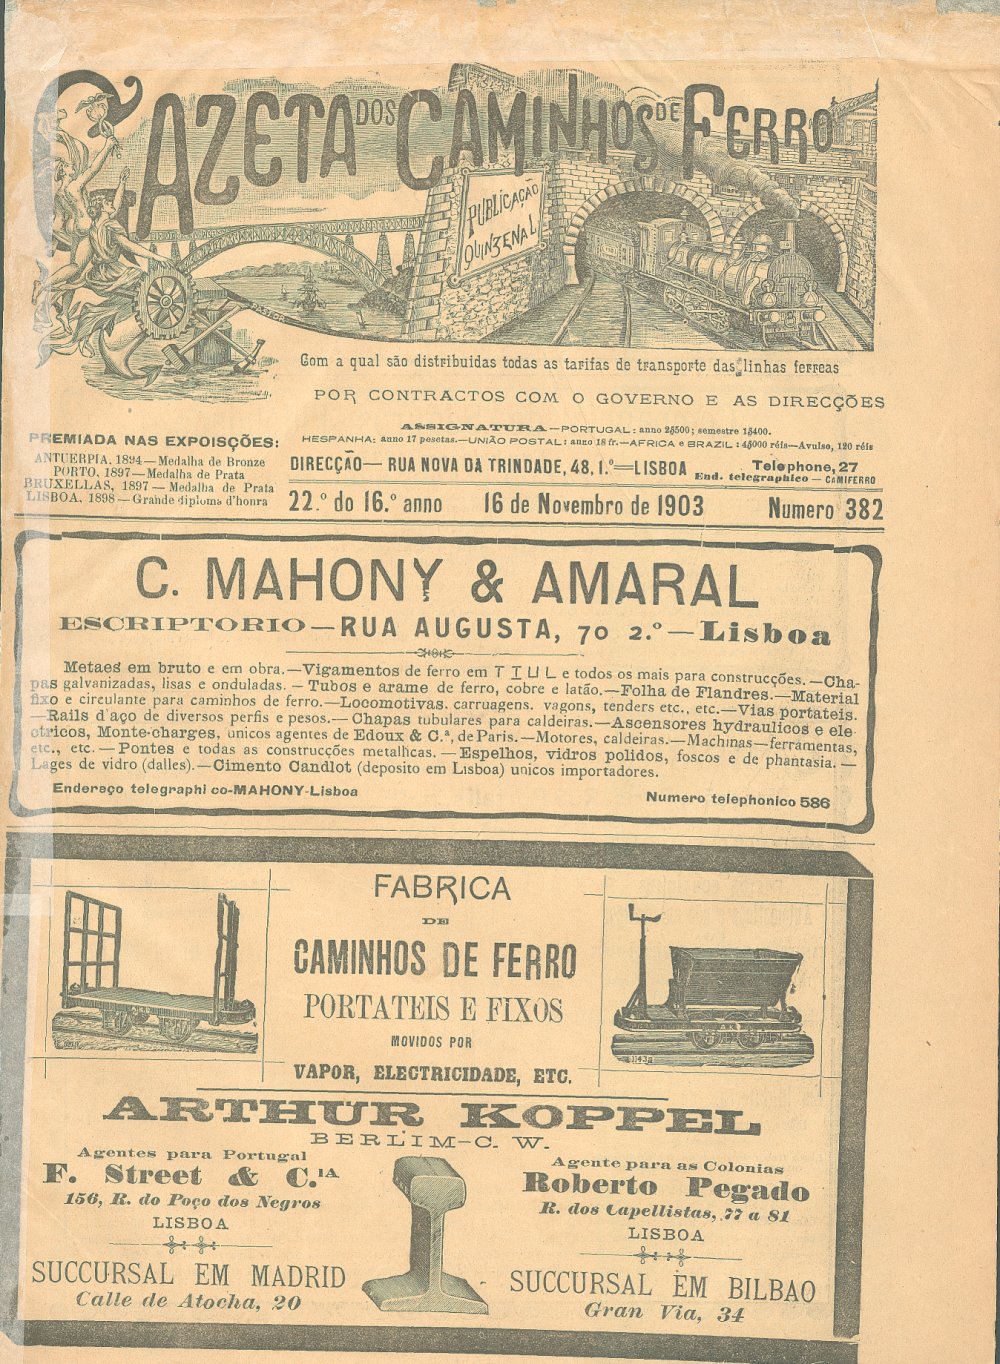 GAZETA DOS CAMINHOS DE FERRO
PUBLICAÇÃO
QUINZENAL
PASTOR
Com a qual são distribuidas todas as tarifas de transporte das linhas ferreas
POR CONTRACTOS COM O GOVERNO E AS DIRECÇÕES
PREMIADA NAS EXPOISÇÕES:
ANTUERPIA, 1894—Medalha de Bronze
PORTO, 1897—Medalha de Prata
BRUXELLAS, 1897 — Medalha de Prata
LISBOA, 1898 — Grande diploma d'honra
ASSIGNATURA—PORTUGAL: anno 2$500; semestre 1$400.
HESPANHA: anno 17 pesetas.—UNIÃO POSTAL: anno 18 fr.—AFRICA e BRAZIL: 4$000 réis—Avulso, 120 réis
DIRECÇÃO— RUA NOVA DA TRINDADE, 48, 1.º=LISBOA
Telephone, 27
End. telegraphico — CAMIFERRO
22.º do 16.º anno 16 de Novembro de 1903 Numero 382
C. MAHONY & AMARAL
ESCRIPTORIO—RUA AUGUSTA, 70 2.º—Lisboa
Metaes em bruto e em obra.—Vigamentos de ferro em T I U L e todos os mais para construcções.—Cha-
pas galvanizadas, lisas e onduladas.— Tubos e arame de ferro, cobre e latão.—Folha de Flandres.—Material
fixo e circulante para caminhos de ferro.—Locomotivas, carruagens, vagons, tenders etc., etc.—Vias portateis.
—Rails d'aço de diversos perfis e pesos.— Chapas tubulares para caldeiras.—Ascensores hydraulicos e ele-
ctricos, Monte-charges, unicos agentes de Edoux & C.ª, de Paris.—Motores, caldeiras.—Machinas—ferramentas,
etc., etc.—Pontes e todas as construcções metalhcas.—Espelhos, vidros polidos, foscos e de phantasia.—
Lages de vidro (dalles).—Cimento Candlot (deposito em Lisboa) unicos importadores.
Endereço telegraphi co-MAHONY-Lisboa
Numero telephonico 586
FABRICA
DE
CAMINHOS DE FERRO
PORTATEIS E FIXOS
MOVIDOS POR
VAPOR, ELECTRICIDADE, ETC.
ARTHUR KOPPEL
BERLIM—C. W.
Agentes para Portugal
F. Street & C.IA
156, R. do Poço dos Negros
LISBOA
SUCCURSAL EM MADRID
Calle de Atocha, 20
Agente para as Colonias
Roberto Pegado
R. dos Capellistas, 77 a 81
LISBOA
SUCCURSAL EM BILBAO
Gran Via, 34